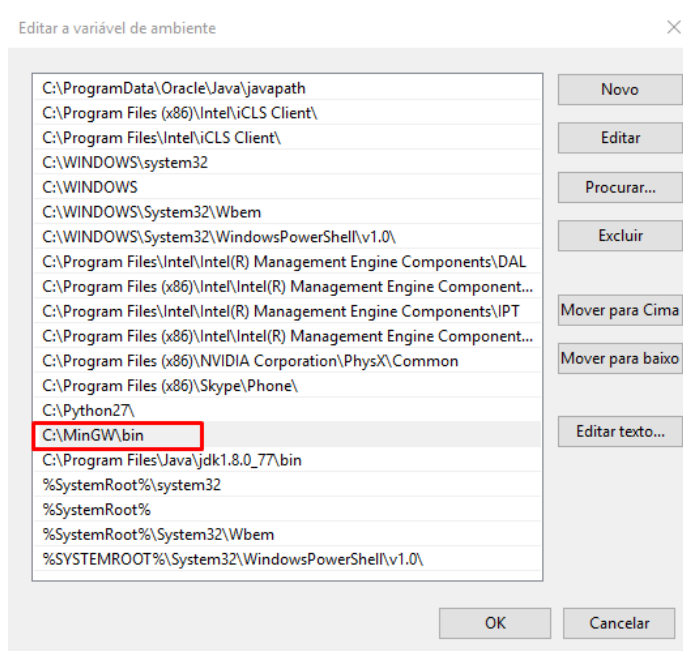 Editar a variável de ambiente
C:\ProgramData\Oracle\Java\javapath
C:\Program Files (x86)\Intel\iCLS Client\
C:\Program Files\Intel\iCLS Client\
C:\WINDOWS\system32
C:\WINDOWS
C:\WINDOWS\System32\Wbem
C:\WINDOWS\System32\WindowsPowerShell\v1.0\
C:\Program Files\Intel\Intel(R) Management Engine Components\DAL
C:\Program Files (x86)\Intel\Intel(R) Management Engine Component...
C:\Program Files\Intel\Intel(R) Management Engine Components\IPT
C:\Program Files (x86)\Intel\Intel(R) Management Engine Component...
C:\Program Files (x86)\NVIDIA Corporation\PhysX\Common
C:\Program Files (x86)\Skype\Phone\
C:\Python27\
C:\MinGW\bin
C:\Program Files\Java\jdk1.8.0_77\bin
%SystemRoot%\system32
%SystemRoot%
%SystemRoot%\System32\Wbem
%SYSTEMROOT%\System32\WindowsPowerShell\v1.0\
Novo
Editar
Procurar...
Excluir
Mover para Cima
Mover para baixo
Editar texto...
OK
Cancelar